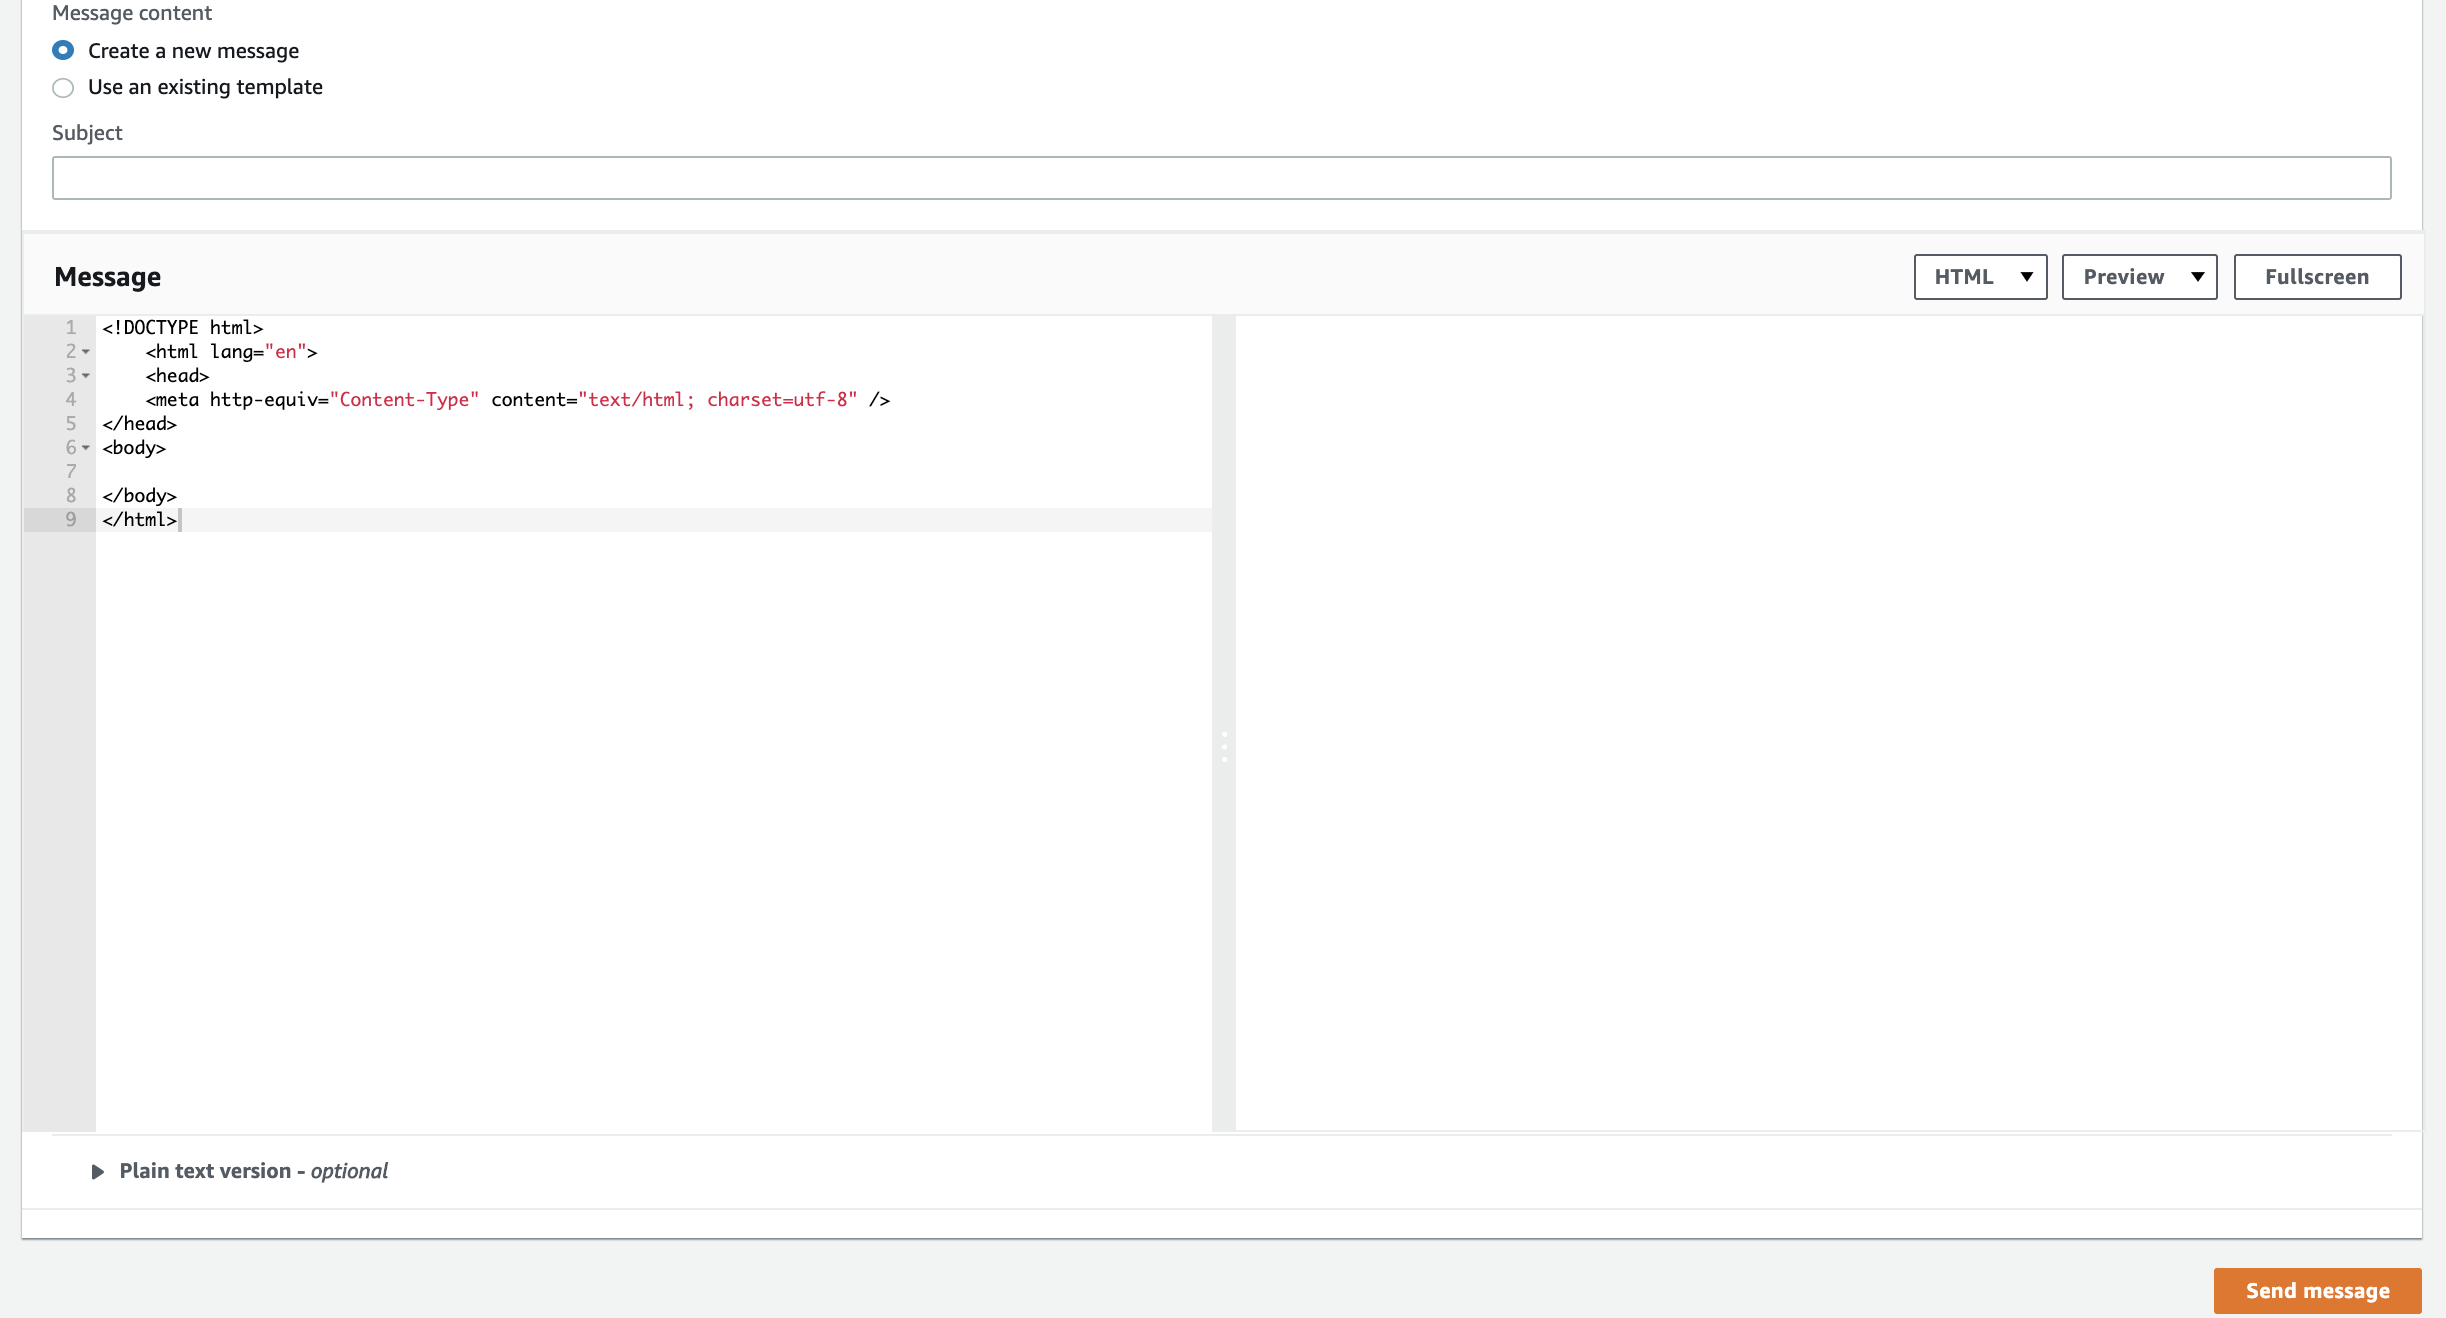 Message content
Create a new message
Use an existing template
Subject
Message
HTML ▼
Preview ▼
Fullscreen
1 <!DOCTYPE html>
2 <html lang="en">
3 <head>
4 <meta http-equiv="Content-Type" content="text/html; charset=utf-8" />
5 </head>
6 <body>
7
8 </body>
9 </html>
Plain text version - optional
Send message